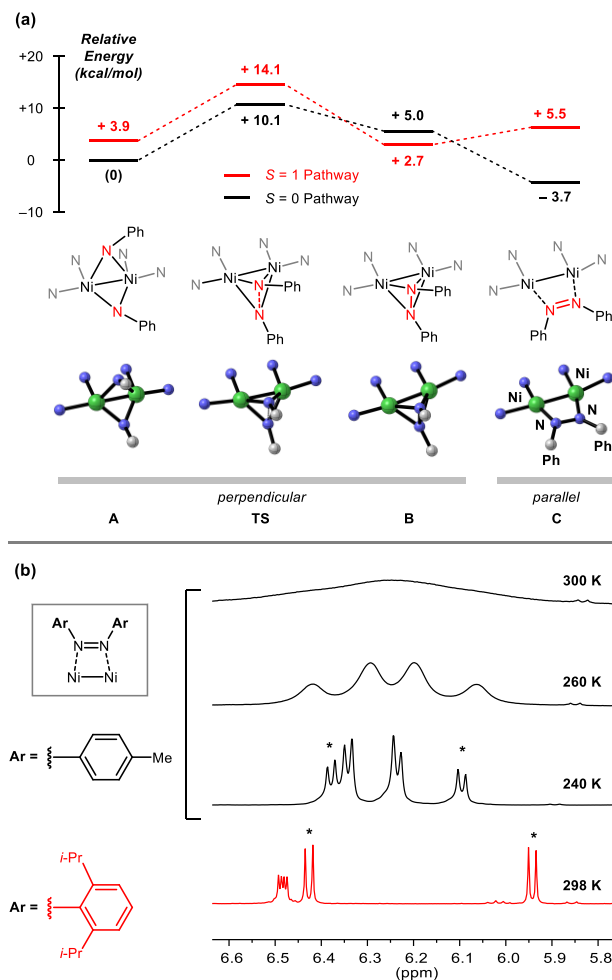 (a)
Relative
Energy
(kcal/mol)
+20
+10
0
–10
+ 3.9
(0)
+ 14.1
+ 10.1
+ 5.0
+ 2.7
+ 5.5
– 3.7
S = 1 Pathway
S = 0 Pathway
N N N N Ni Ni N N Ph Ph
N N N N Ni Ni N N Ph Ph
N N N N Ni Ni N N Ph Ph
N N N N Ni Ni N N Ph Ph
Ni Ni N N Ph Ph
perpendicular
parallel
A TS B C
(b)
Ar Ar
N N
Ni Ni
Ar = Me
Ar = i-Pr i-Pr
300 K
260 K
240 K
* *
298 K
* *
6.6 6.5 6.4 6.3 6.2 6.1 6.0 5.9 5.8
(ppm)